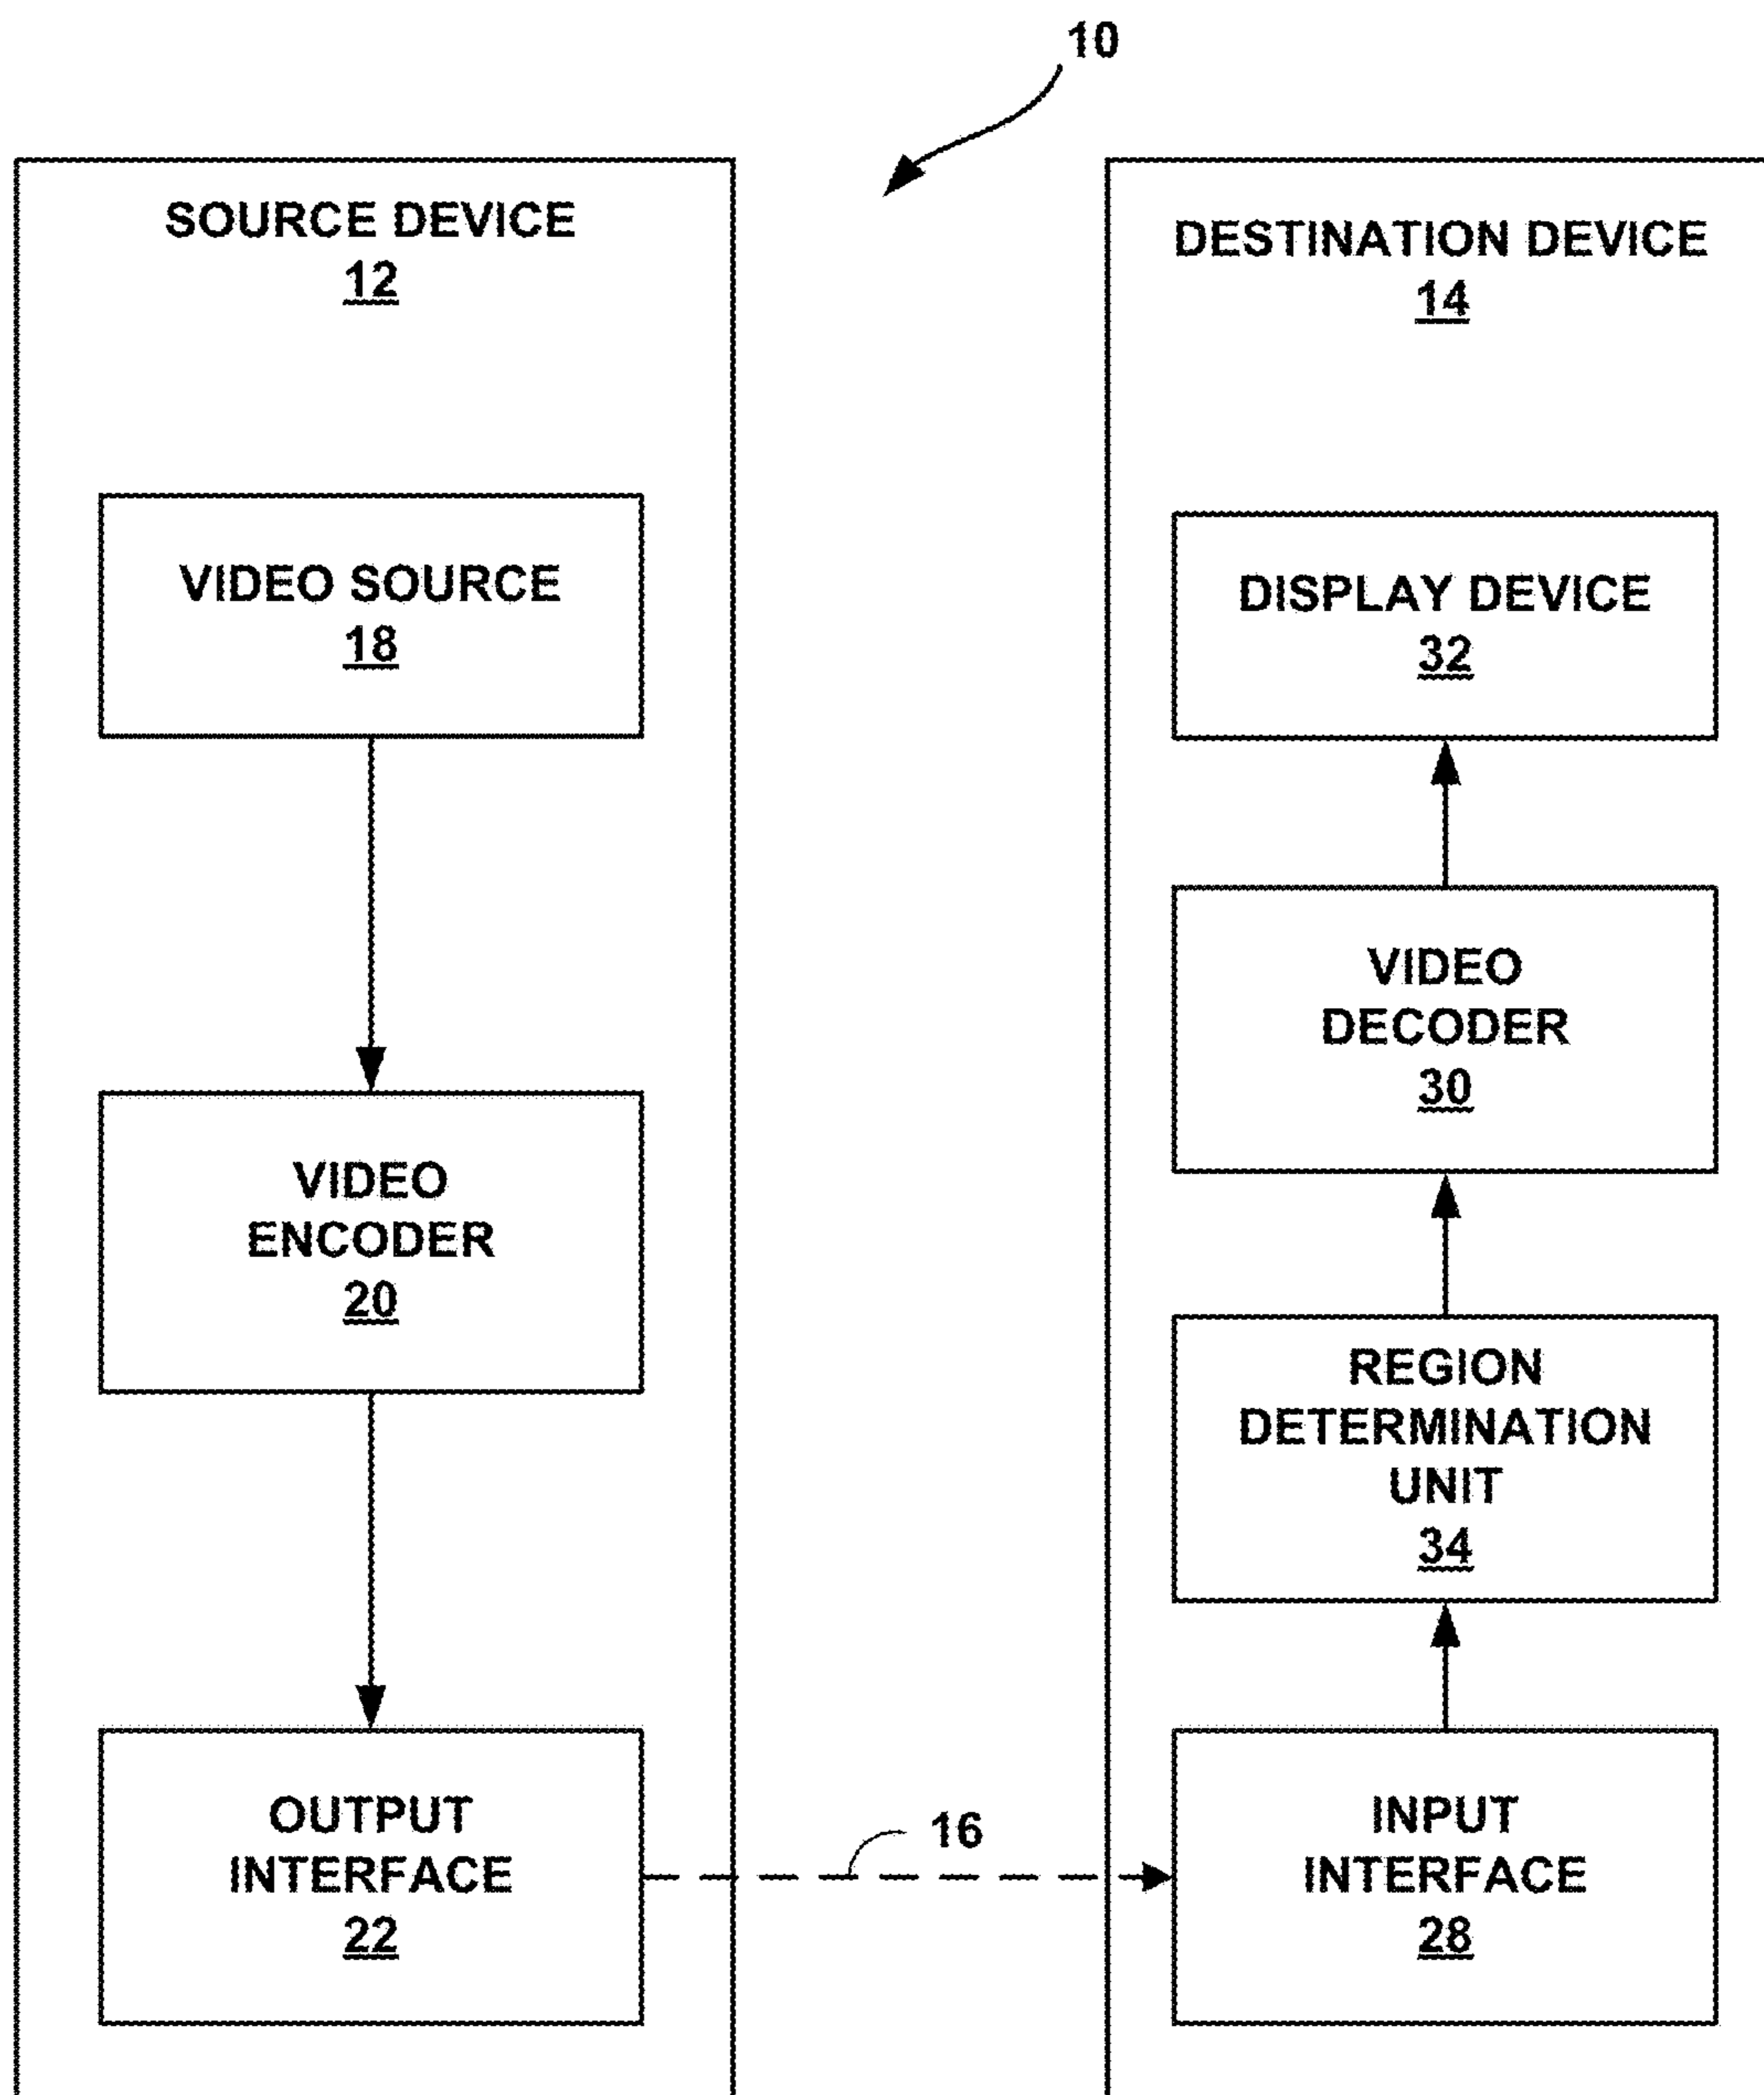 10
SOURCE DEVICE
12
VIDEO SOURCE
18
VIDEO
ENCODER
20
OUTPUT
INTERFACE
22
16
DESTINATION DEVICE
14
DISPLAY DEVICE
32
VIDEO
DECODER
30
REGION
DETERMINATION
UNIT
34
INPUT
INTERFACE
28